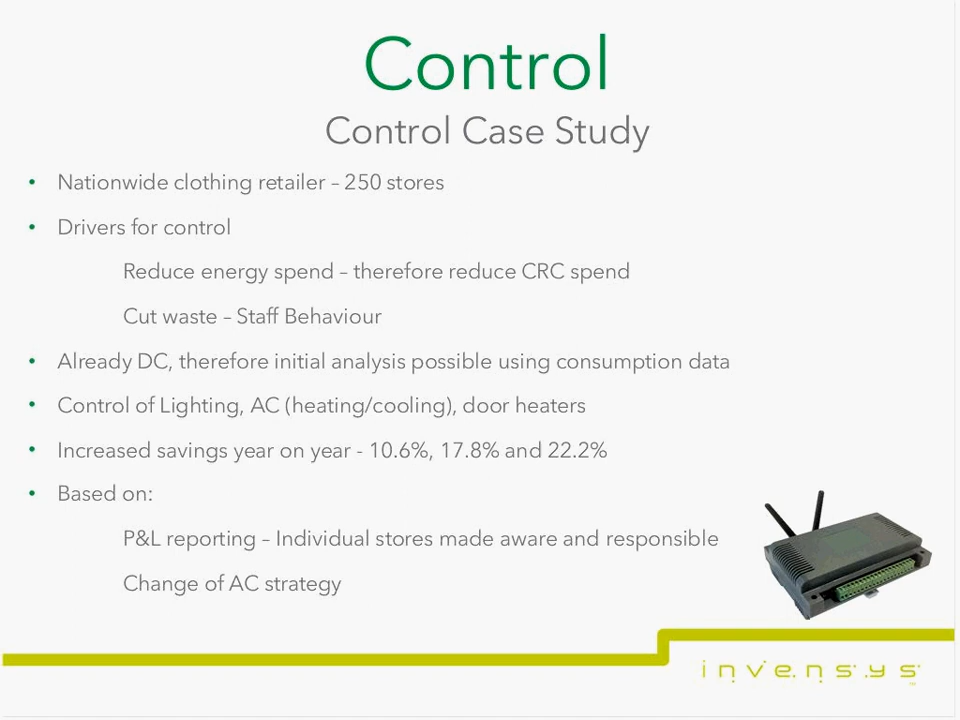 Control
Control Case Study
• Nationwide clothing retailer – 250 stores
• Drivers for control
Reduce energy spend – therefore reduce CRC spend
Cut waste – Staff Behaviour
• Already DC, therefore initial analysis possible using consumption data
• Control of Lighting, AC (heating/cooling), door heaters
• Increased savings year on year - 10.6%, 17.8% and 22.2%
• Based on:
P&L reporting – Individual stores made aware and responsible
Change of AC strategy
invensys
™